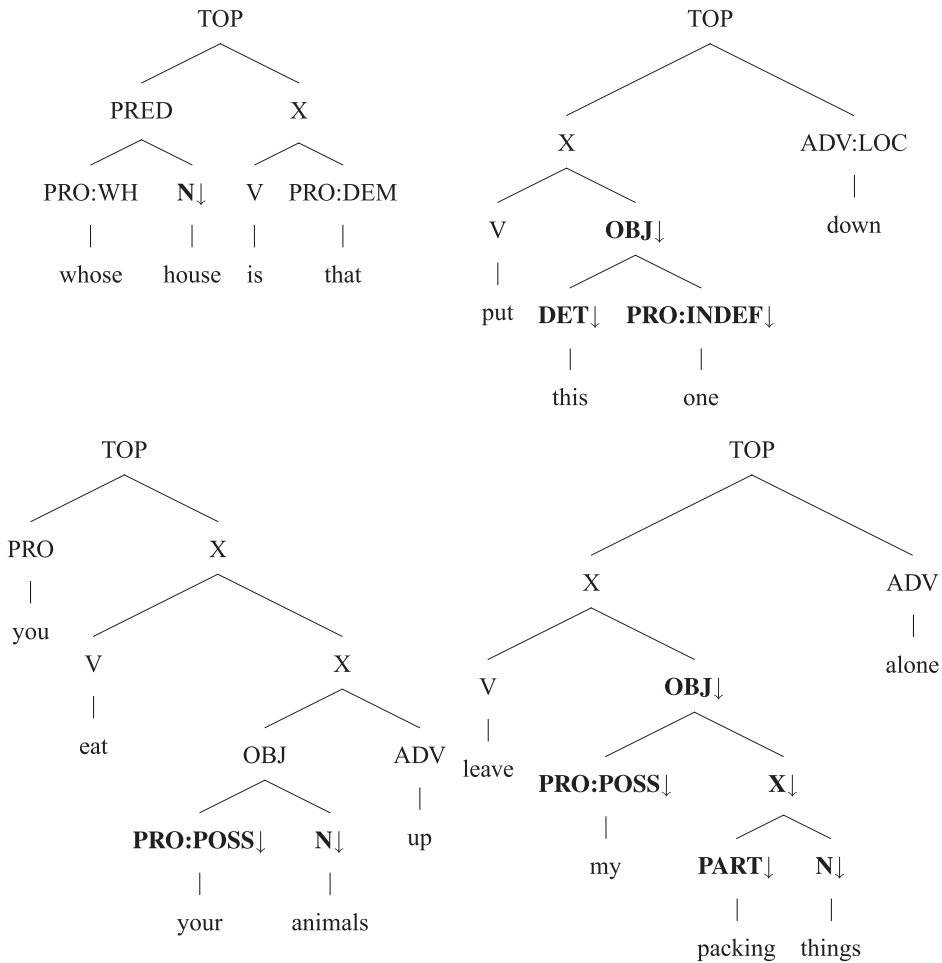 TOP
PRED X
PRO:WH N↓ V PRO:DEM
whose house is that
TOP
X ADV:LOC
V OBJ↓ down
put DET↓ PRO:INDEF↓
this one
TOP
PRO X
you V X
eat OBJ ADV
PRO:POSS↓ N↓ up
your animals
TOP
X ADV
V OBJ↓ alone
leave PRO:POSS↓ X↓
my PART↓ N↓
packing things